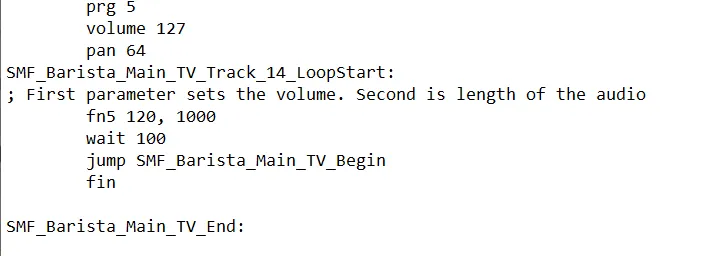 prg 5
volume 127
pan 64
SMF_Barista_Main_TV_Track_14_LoopStart:
; First parameter sets the volume. Second is length of the audio
fn5 120, 1000
wait 100
jump SMF_Barista_Main_TV_Begin
fin
SMF_Barista_Main_TV_End: